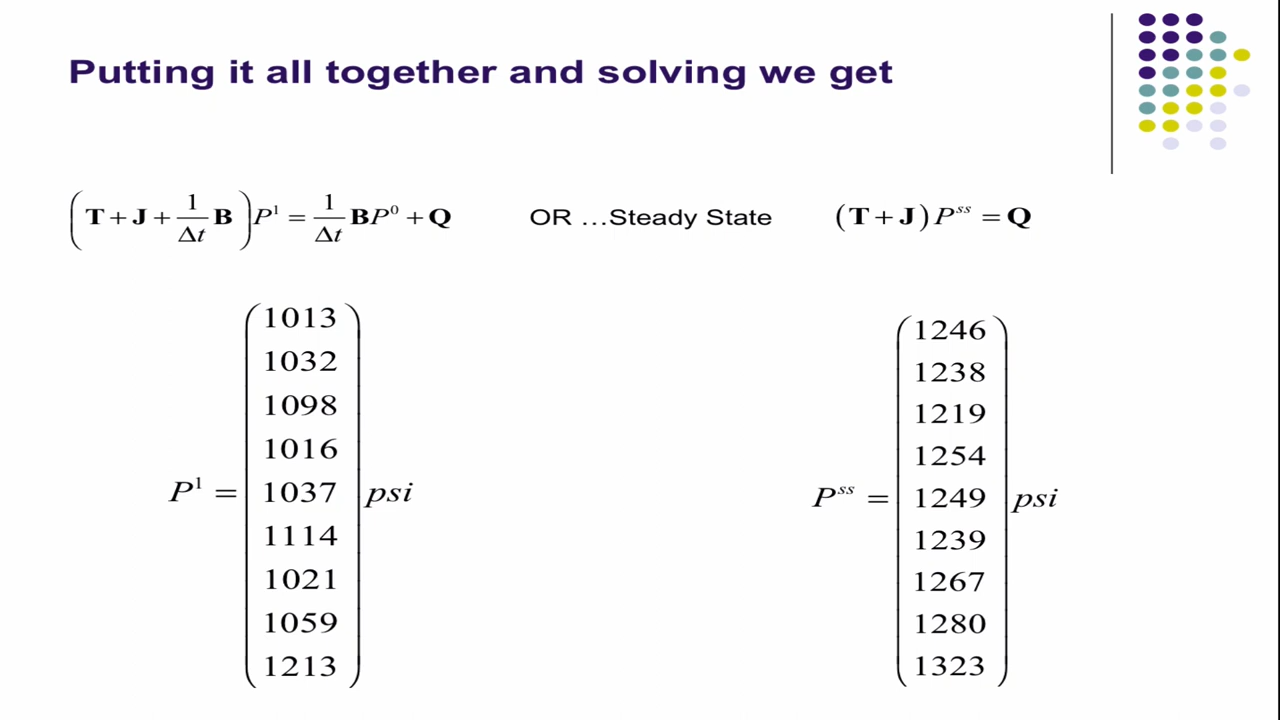 Putting it all together and solving we get
(T + J + 1/Δt B) P¹ = 1/Δt B P⁰ + Q OR ...Steady State (T + J) Pˢˢ = Q
P¹ = (1013 1032 1098 1016 1037 1114 1021 1059 1213) psi
Pˢˢ = (1246 1238 1219 1254 1249 1239 1267 1280 1323) psi